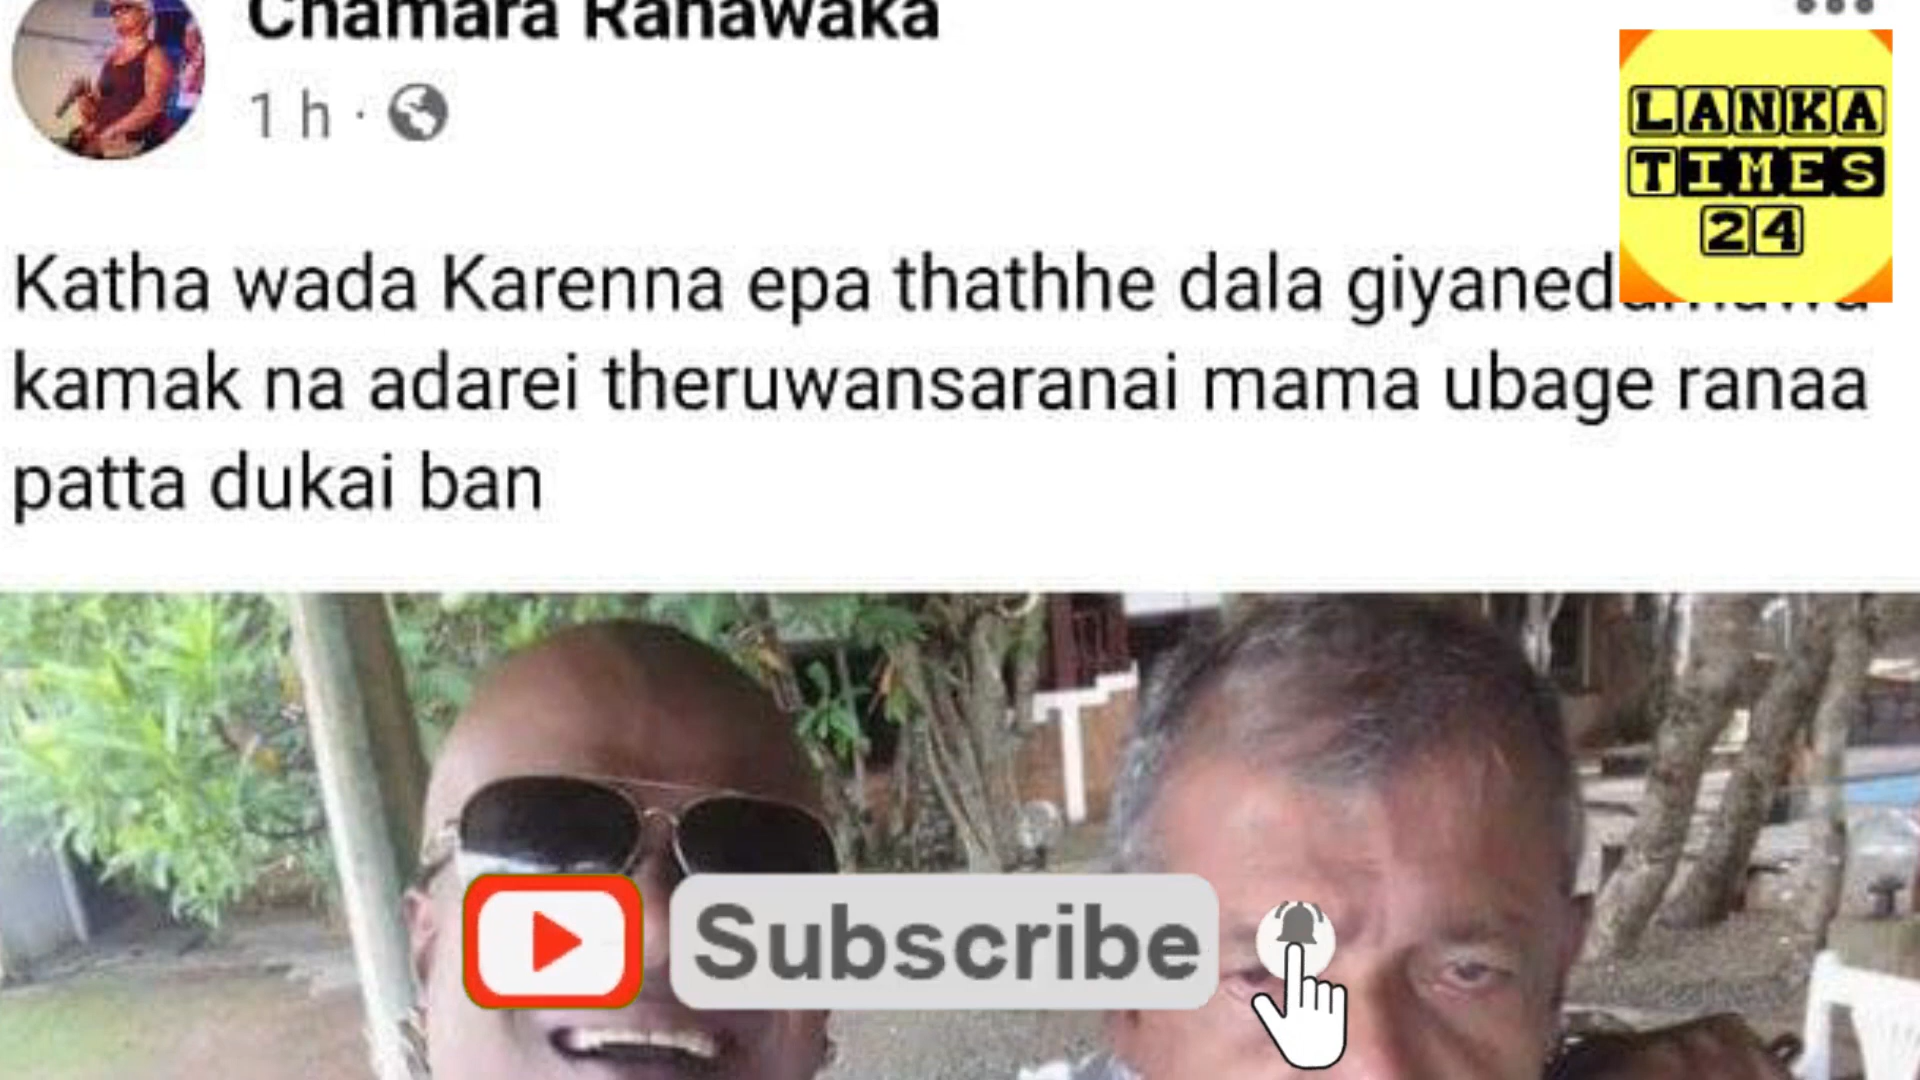 Chamara Ranawaka
1 h ·
LANKA
TIMES
24
Katha wada Karenna epa thathhe dala
kamak na adarei theruwansaranai mama ubage ranaa
patta dukai ban
Subscribe